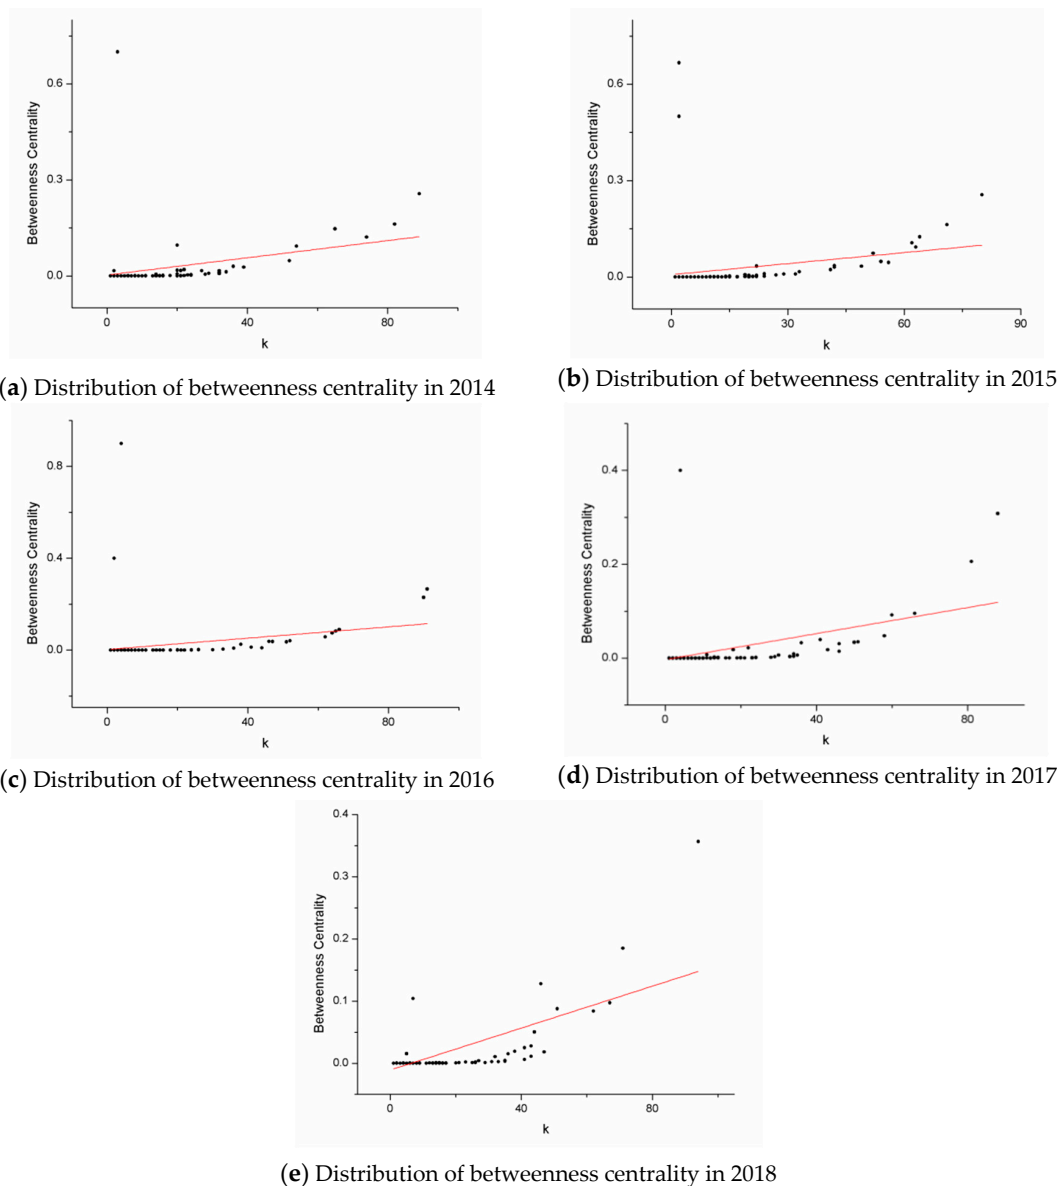 0.6
0.3
0.0
Betweenness Centrality
0
40
80
k
(a) Distribution of betweenness centrality in 2014
0.6
0.3
0.0
Betweenness Centrality
0
30
60
90
k
(b) Distribution of betweenness centrality in 2015
0.8
0.4
0.0
Betweenness Centrality
0
40
80
k
(c) Distribution of betweenness centrality in 2016
0.4
0.2
0.0
Betweenness Centrality
0
40
80
k
(d) Distribution of betweenness centrality in 2017
0.4
0.3
0.2
0.1
0.0
Betweenness Centrality
0
40
80
k
(e) Distribution of betweenness centrality in 2018